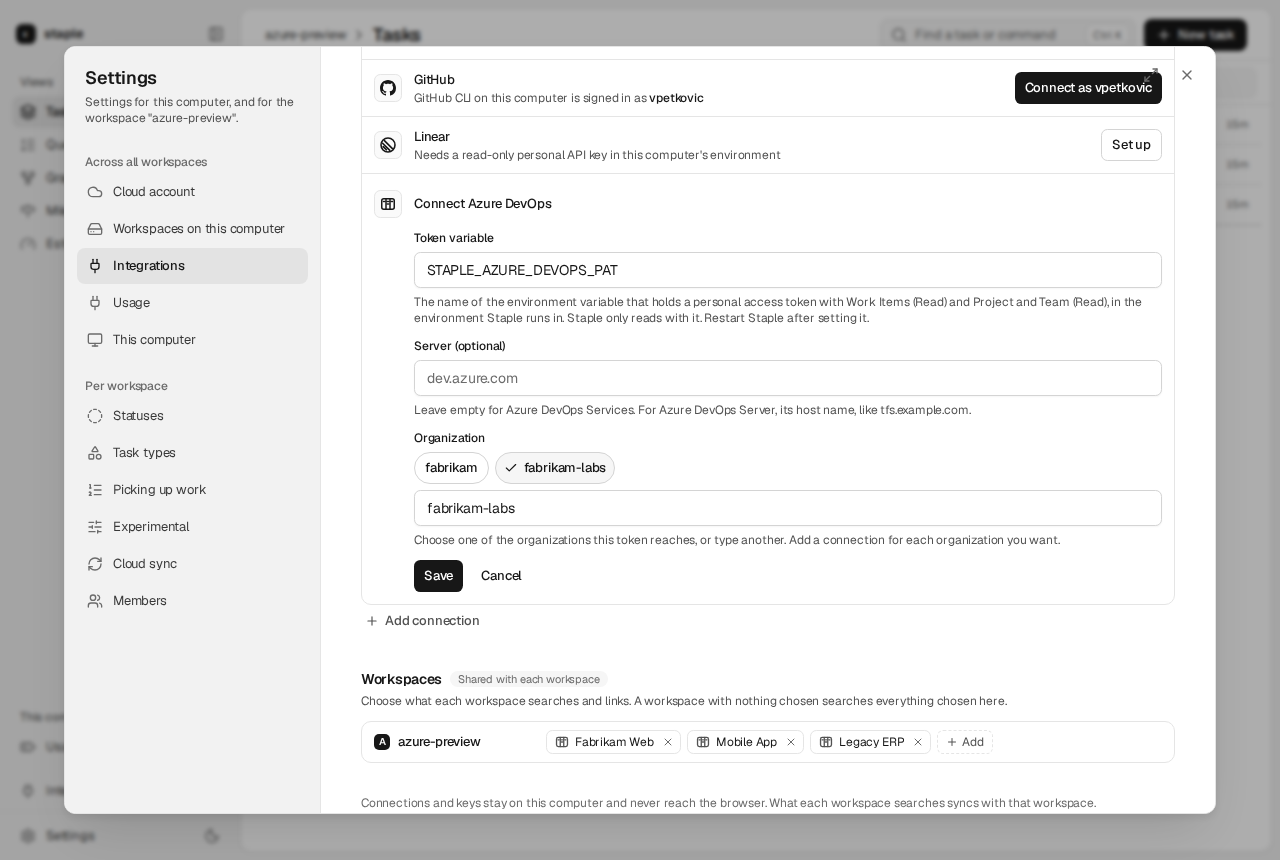 staple
azure-preview > Tasks
Find a task or command
Ctrl K
New task
Views
Settings
Settings for this computer, and for the
workspace "azure-preview".
Across all workspaces
Cloud account
Workspaces on this computer
Integrations
Usage
This computer
Per workspace
Statuses
Task types
Picking up work
Experimental
Cloud sync
Members
GitHub
GitHub CLI on this computer is signed in as vpetkovic
Connect as vpetkovic
Linear
Needs a read-only personal API key in this computer's environment
Set up
Connect Azure DevOps
Token variable
STAPLE_AZURE_DEVOPS_PAT
The name of the environment variable that holds a personal access token with Work Items (Read) and Project and Team (Read), in the
environment Staple runs in. Staple only reads with it. Restart Staple after setting it.
Server (optional)
dev.azure.com
Leave empty for Azure DevOps Services. For Azure DevOps Server, its host name, like tfs.example.com.
Organization
fabrikam
fabrikam-labs
fabrikam-labs
Choose one of the organizations this token reaches, or type another. Add a connection for each organization you want.
Save
Cancel
Add connection
Workspaces
Shared with each workspace
Choose what each workspace searches and links. A workspace with nothing chosen searches everything chosen here.
A azure-preview
Fabrikam Web
Mobile App
Legacy ERP
Add
Connections and keys stay on this computer and never reach the browser. What each workspace searches syncs with that workspace.
Settings